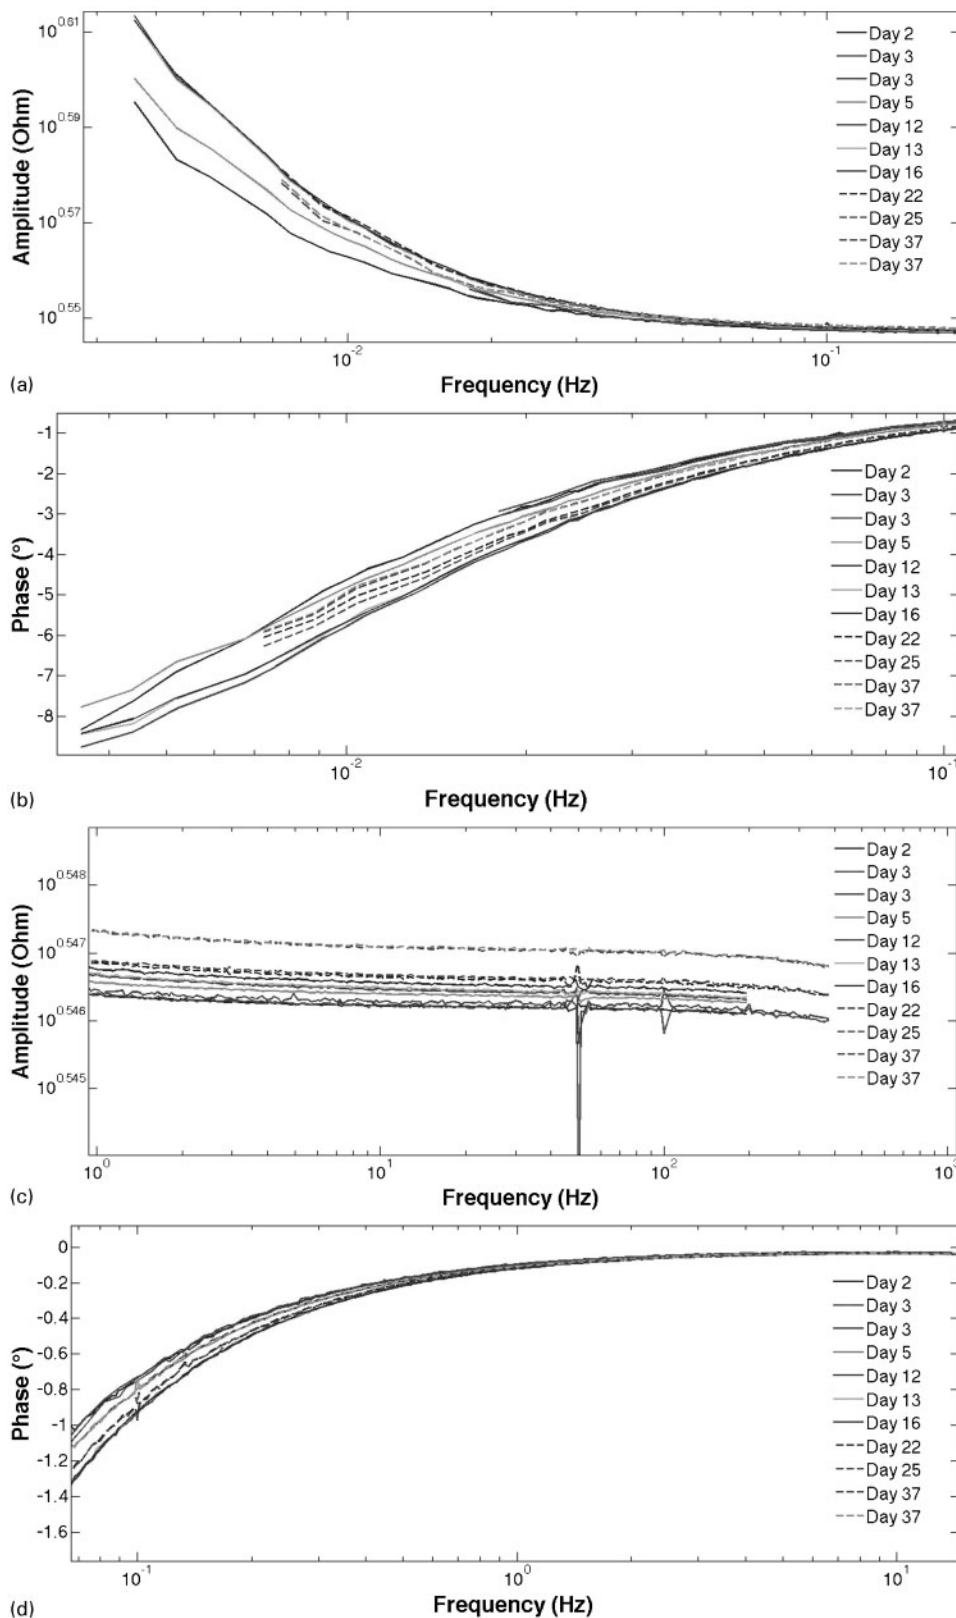 10^0.61
10^0.59
10^0.57
10^0.55
Amplitude (Ohm)
Day 2
Day 3
Day 3
Day 5
Day 12
Day 13
Day 16
Day 22
Day 25
Day 37
Day 37
10^-2
10^-1
Frequency (Hz)
(a)
-1
-2
-3
-4
-5
-6
-7
-8
Phase (°)
Day 2
Day 3
Day 3
Day 5
Day 12
Day 13
Day 16
Day 22
Day 25
Day 37
Day 37
10^-2
10^-1
Frequency (Hz)
(b)
10^0.548
10^0.547
10^0.546
10^0.545
Amplitude (Ohm)
Day 2
Day 3
Day 3
Day 5
Day 12
Day 13
Day 16
Day 22
Day 25
Day 37
Day 37
10^0
10^1
10^2
10^3
Frequency (Hz)
(c)
0
-0.2
-0.4
-0.6
-0.8
-1
-1.2
-1.4
-1.6
Phase (°)
Day 2
Day 3
Day 3
Day 5
Day 12
Day 13
Day 16
Day 22
Day 25
Day 37
Day 37
10^-1
10^0
10^1
Frequency (Hz)
(d)